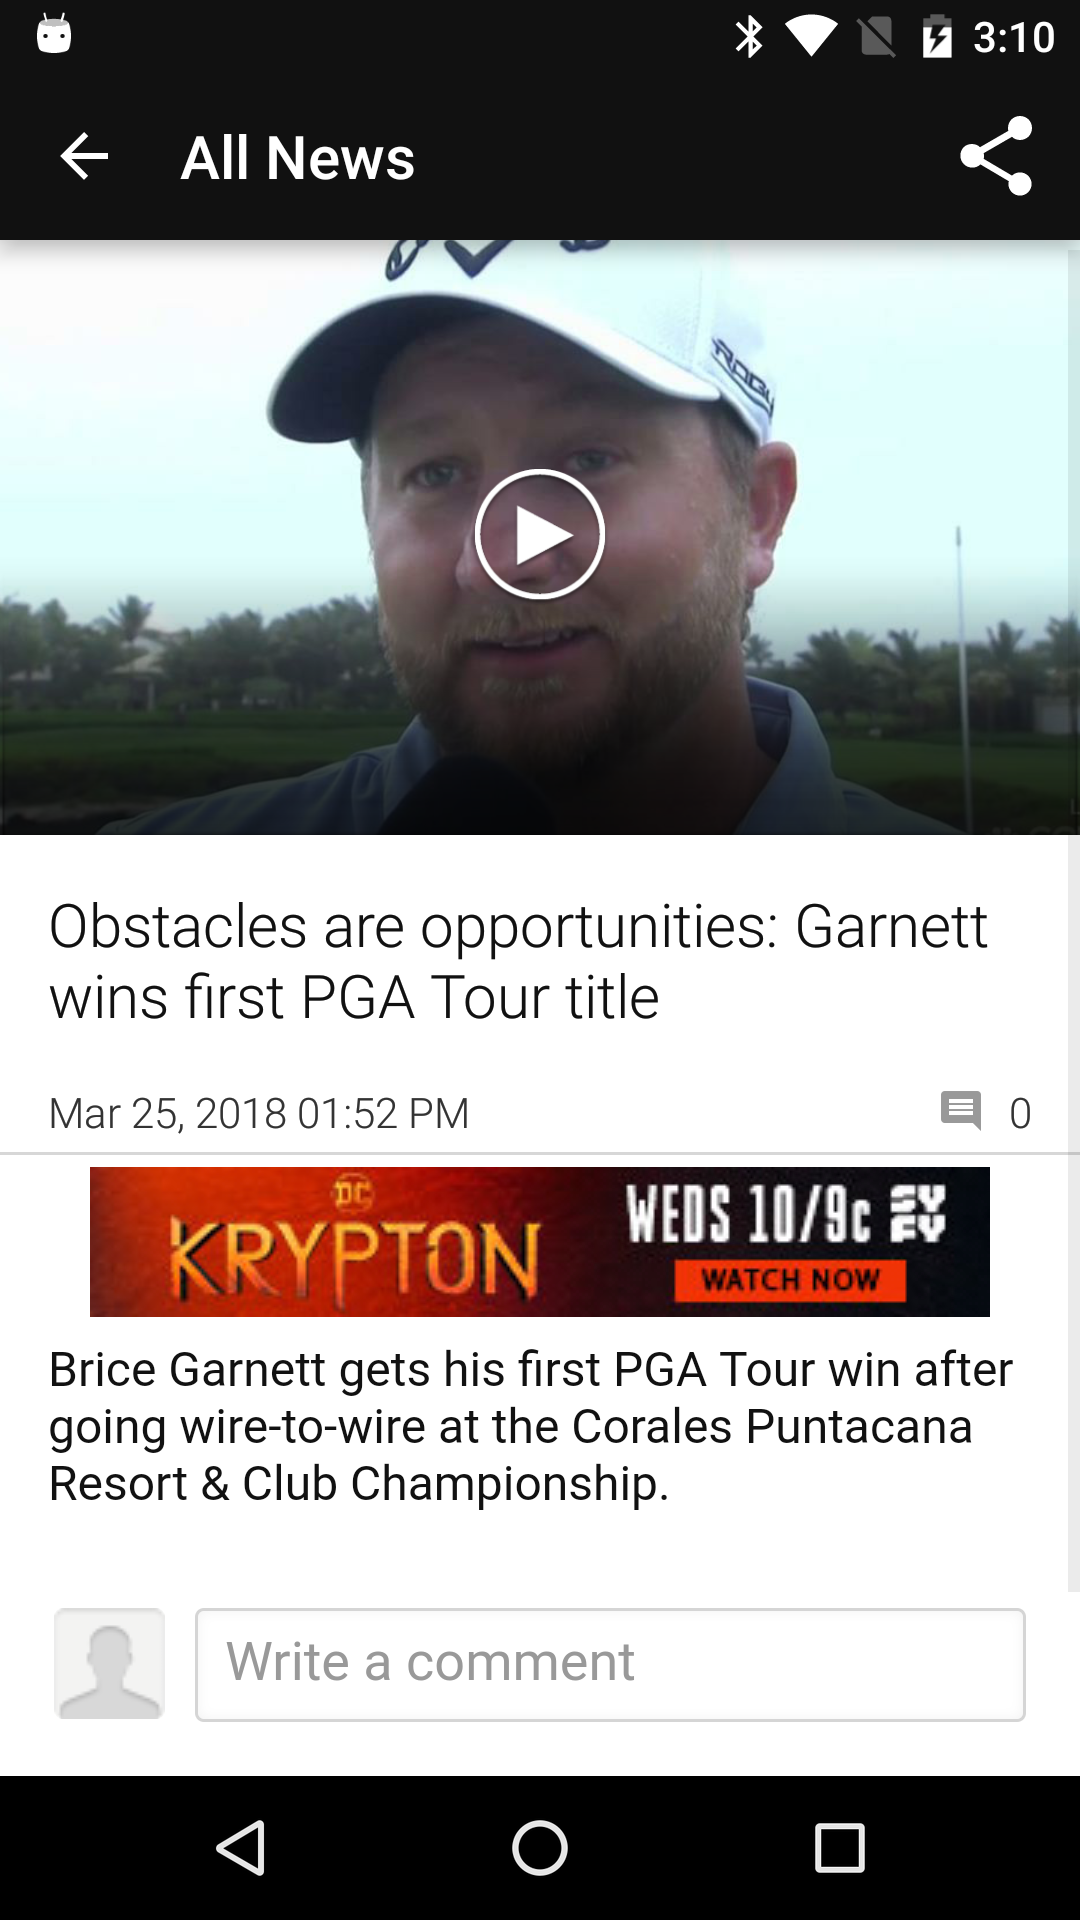 3:10
All News
Obstacles are opportunities: Garnett
wins first PGA Tour title
Mar 25, 2018 01:52 PM
0
DC
KRYPTON
WEDS 10/9c SYFY
WATCH NOW
Brice Garnett gets his first PGA Tour win after
going wire-to-wire at the Corales Puntacana
Resort & Club Championship.
Write a comment